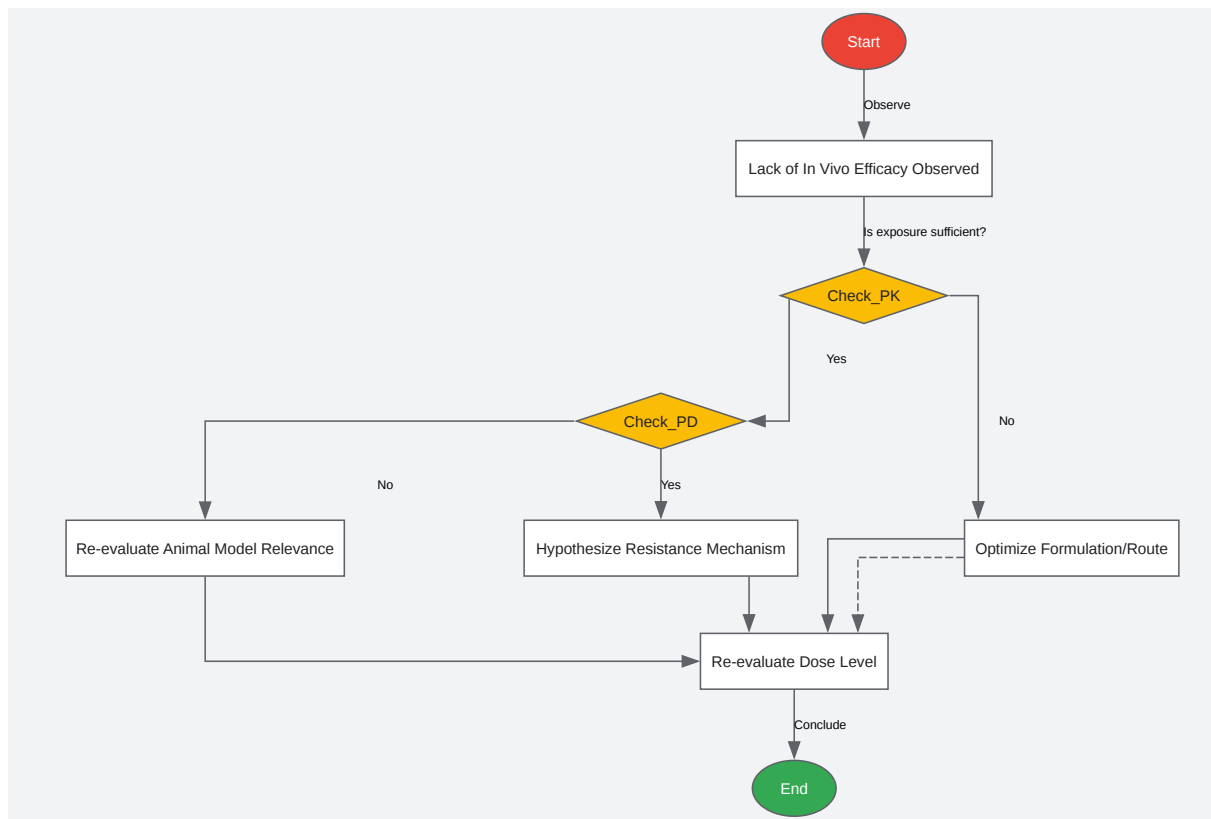 Start
Observe
Lack of In Vivo Efficacy Observed
Is exposure sufficient?
Check_PK
Yes
Check_PD
No
No
Yes
Re-evaluate Animal Model Relevance
Hypothesize Resistance Mechanism
Optimize Formulation/Route
Re-evaluate Dose Level
Conclude
End